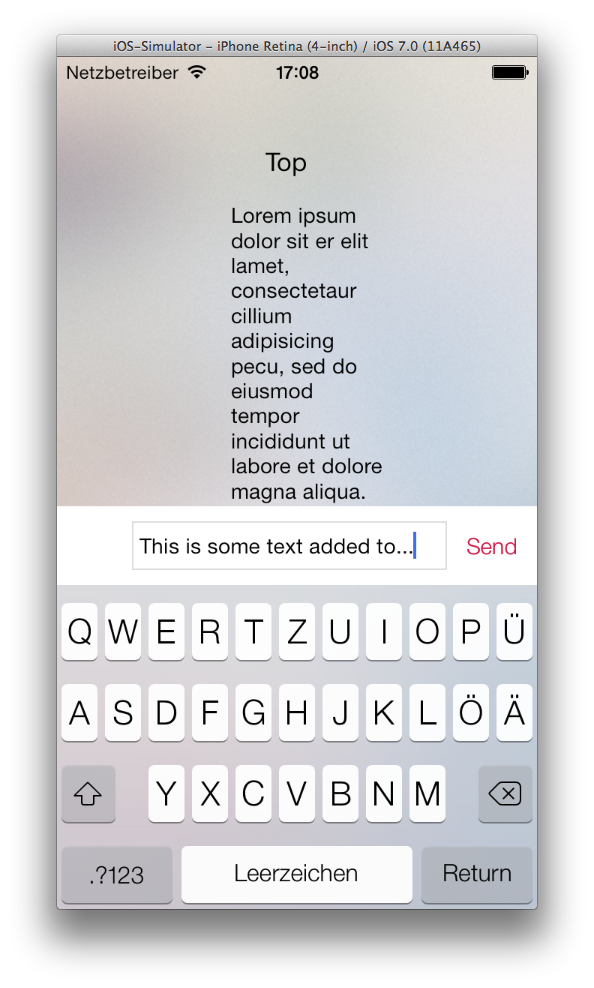 iOS-Simulator – iPhone Retina (4-inch) / iOS 7.0 (11A465)
Netzbetreiber 17:08
Top
Lorem ipsum
dolor sit er elit
lamet,
consectetaur
cillium
adipisicing
pecu, sed do
eiusmod
tempor
incididunt ut
labore et dolore
magna aliqua.
This is some text added to... Send
Q W E R T Z U I O P Ü
A S D F G H J K L Ö Ä
Y X C V B N M
.?123 Leerzeichen Return